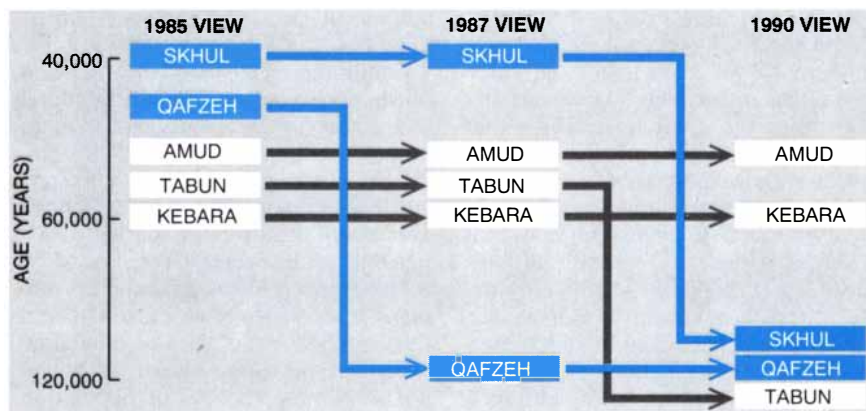 1985 VIEW 1987 VIEW 1990 VIEW
40,000 SKHUL SKHUL
QAFZEH
AMUD AMUD AMUD
TABUN TABUN
60,000 KEBARA KEBARA KEBARA
AGE (YEARS)
SKHUL
120,000 QAFZEH QAFZEH
TABUN